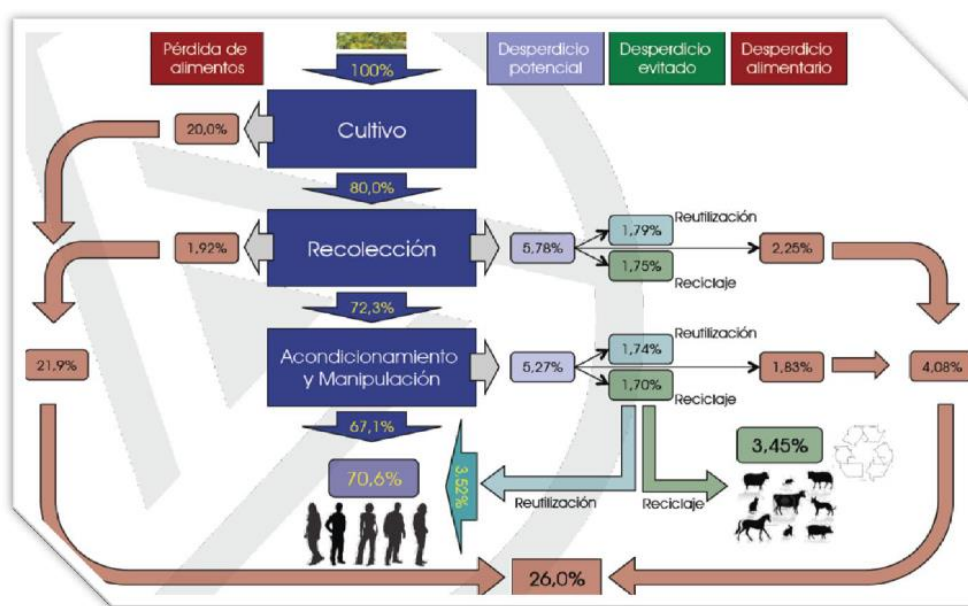 Pérdida de
alimentos
100%
Desperdicio
potencial
Desperdicio
evitado
Desperdicio
alimentario
20,0%
Cultivo
80,0%
1,92%
Recolección
5,78%
1,79%
Reutilización
1,75%
Reciclaje
2,25%
72,3%
21,9%
Acondicionamiento
y Manipulación
5,27%
1,74%
Reutilización
1,70%
Reciclaje
1,83%
4,08%
67,1%
70,6%
3,52%
Reutilización
Reciclaje
3,45%
26,0%